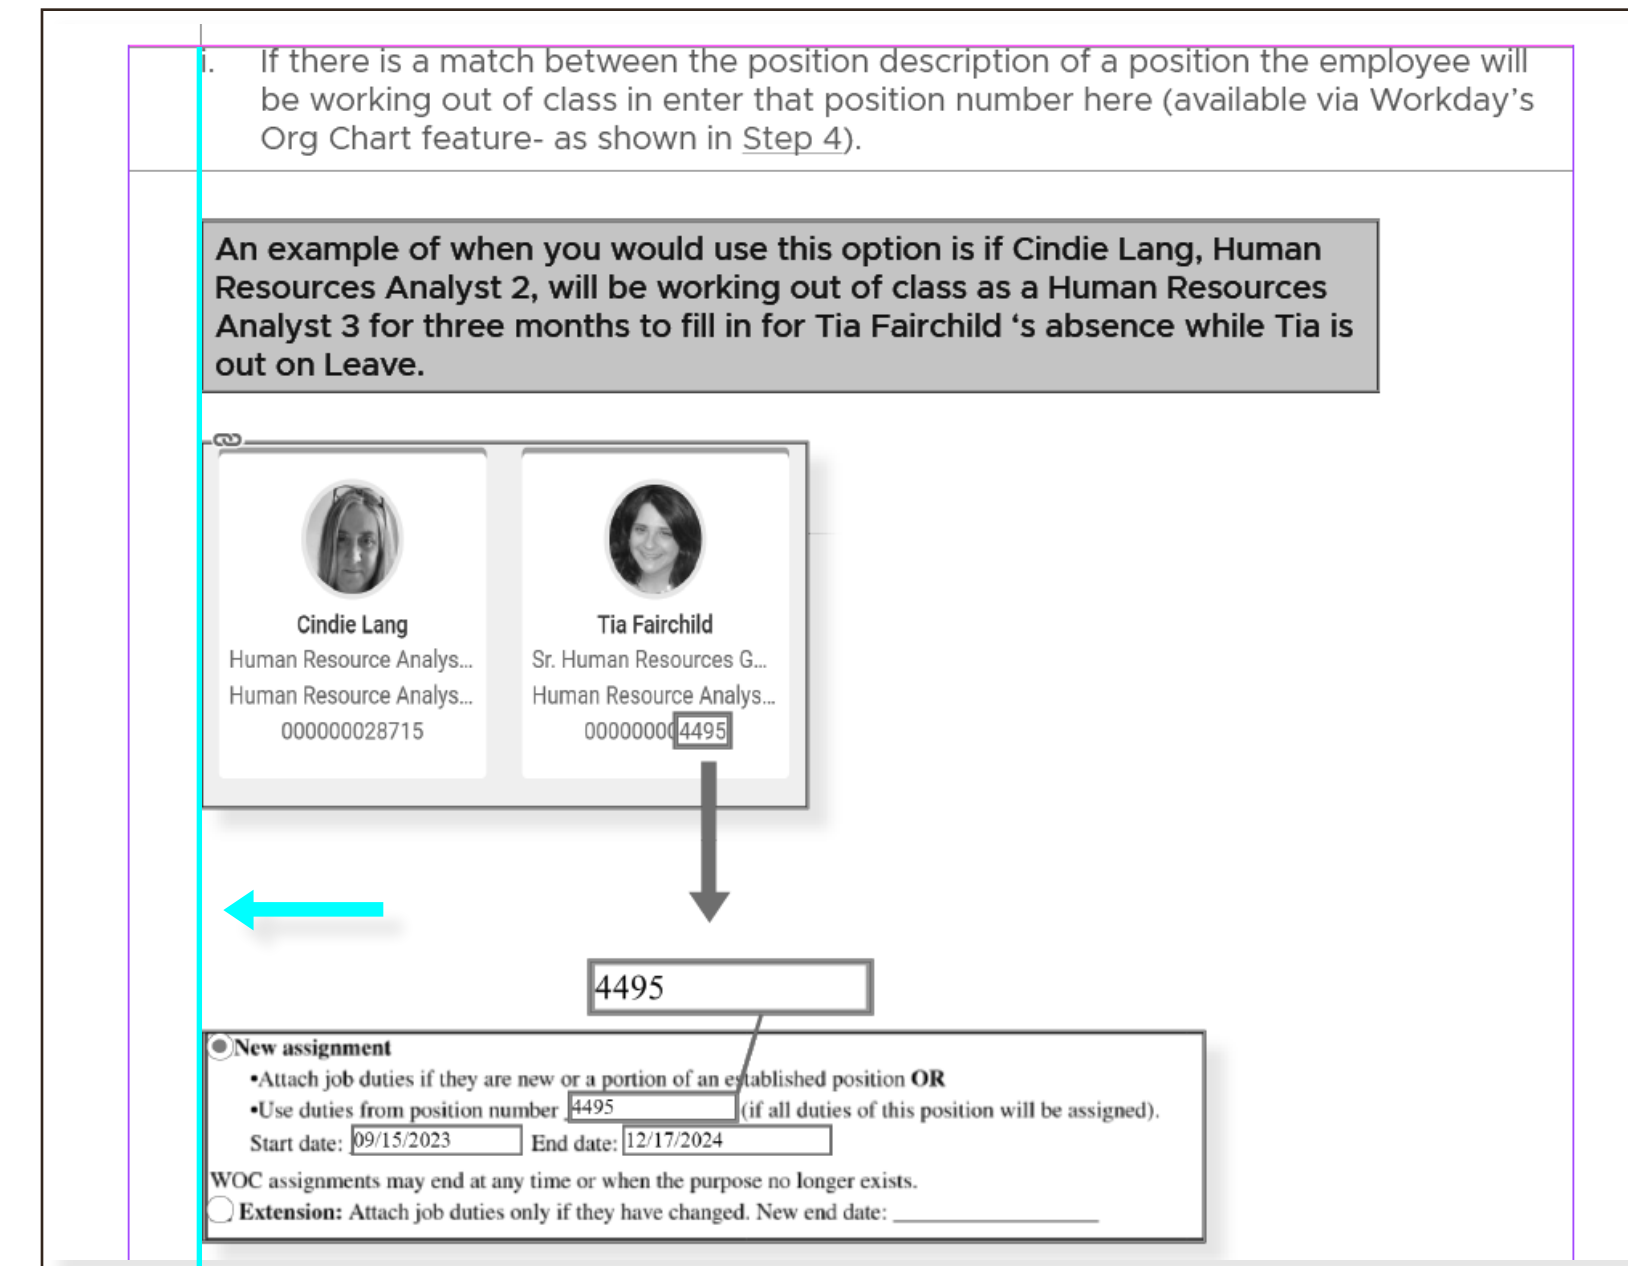 i. If there is a match between the position description of a position the employee will
be working out of class in enter that position number here (available via Workday’s
Org Chart feature- as shown in Step 4).
An example of when you would use this option is if Cindie Lang, Human
Resources Analyst 2, will be working out of class as a Human Resources
Analyst 3 for three months to fill in for Tia Fairchild ‘s absence while Tia is
out on Leave.
Cindie Lang
Human Resource Analys...
Human Resource Analys...
000000028715
Tia Fairchild
Sr. Human Resources G...
Human Resource Analys...
000000004495
4495
New assignment
•Attach job duties if they are new or a portion of an established position OR
•Use duties from position number 4495 (if all duties of this position will be assigned).
Start date: 09/15/2023 End date: 12/17/2024
WOC assignments may end at any time or when the purpose no longer exists.
Extension: Attach job duties only if they have changed. New end date: ____________________